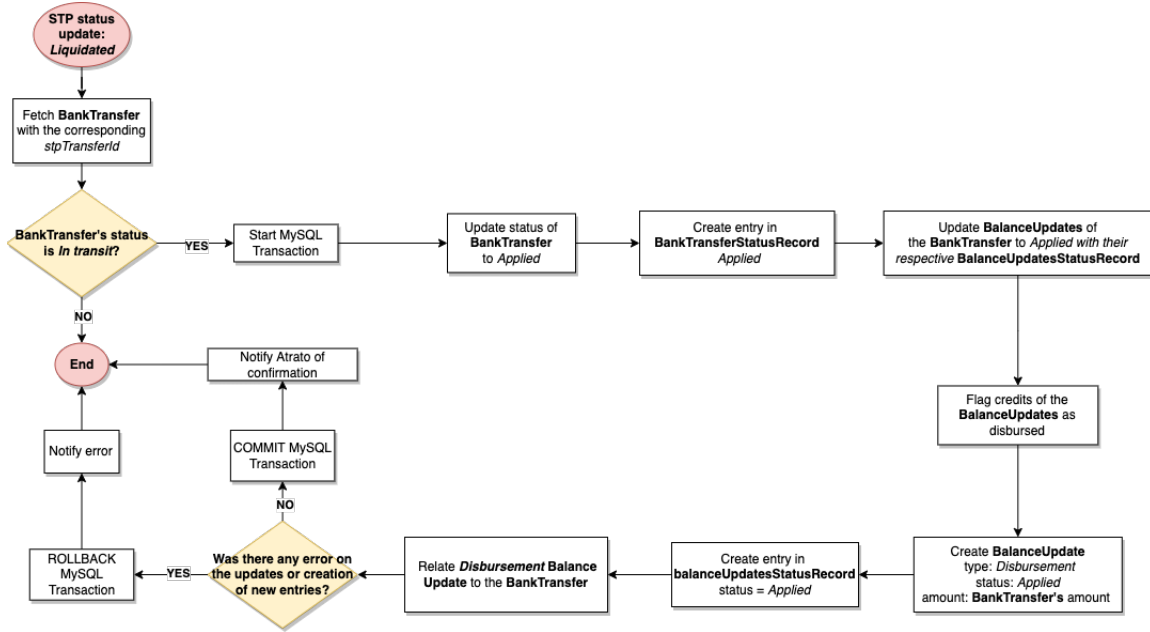 STP status
update:
Liquidated
Fetch BankTransfer
with the corresponding
stpTransferId
BankTransfer's status
is In transit?
YES
Start MySQL
Transaction
Update status of
BankTransfer
to Applied
Create entry in
BankTransferStatusRecord
Applied
Update BalanceUpdates of
the BankTransfer to Applied with their
respective BalanceUpdatesStatusRecord
NO
End
Notify Atrato of
confirmation
Flag credits of the
BalanceUpdates as
disbursed
Notify error
COMMIT MySQL
Transaction
NO
ROLLBACK
MySQL
Transaction
YES
Was there any error on
the updates or creation
of new entries?
Relate Disbursement Balance
Update to the BankTransfer
Create entry in
balanceUpdatesStatusRecord
status = Applied
Create BalanceUpdate
type: Disbursement
status: Applied
amount: BankTransfer's amount